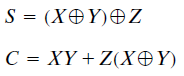 S = (X⊕Y)⊕Z
C = XY + Z(X⊕Y)